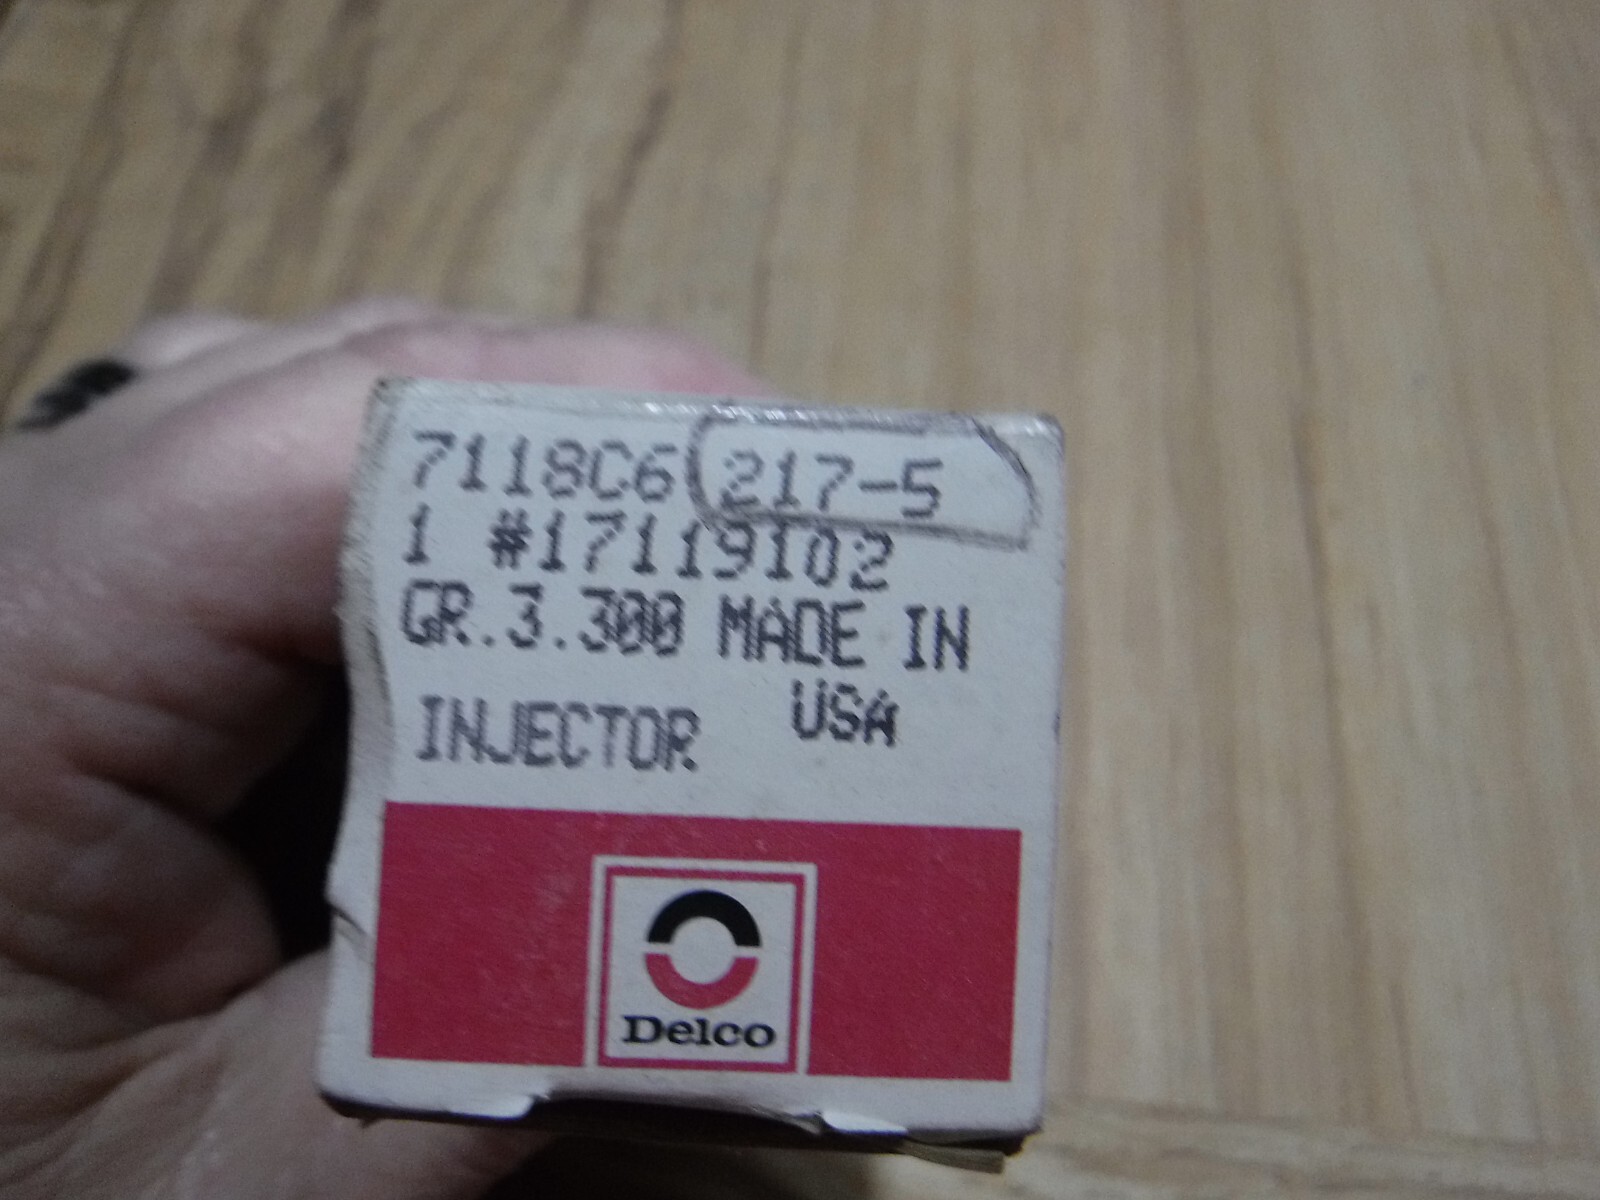 7118C6 217-5
1 #17119102
GR.3.300 MADE IN
USA
INJECTOR
Delco